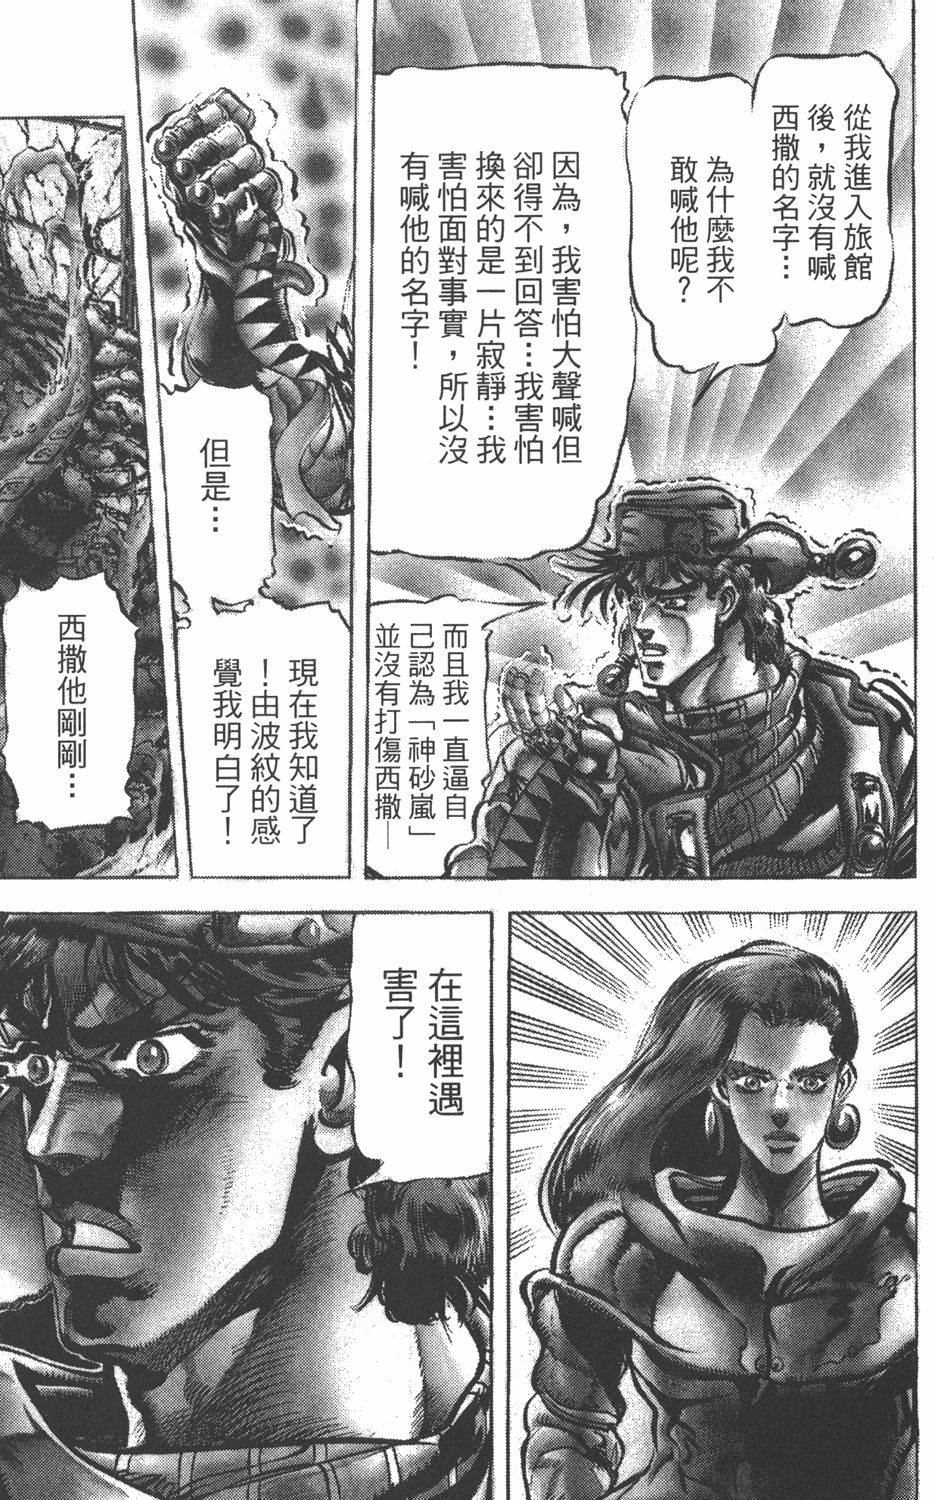 從我進入旅館
後，就沒有喊
西撒的名字…
為什麼我不
敢喊他呢？
因為，我害怕大聲喊但
卻得不到回答…我害怕
換來的是一片寂靜…我
害怕面對事實，所以沒
有喊他的名字！
而且我一直逼自
己認為「神砂嵐」
並沒有打傷西撒—
但是…
現在我知道了
！由波紋的感
覺我明白了！
西撒他剛剛…
在這裡遇
害了！